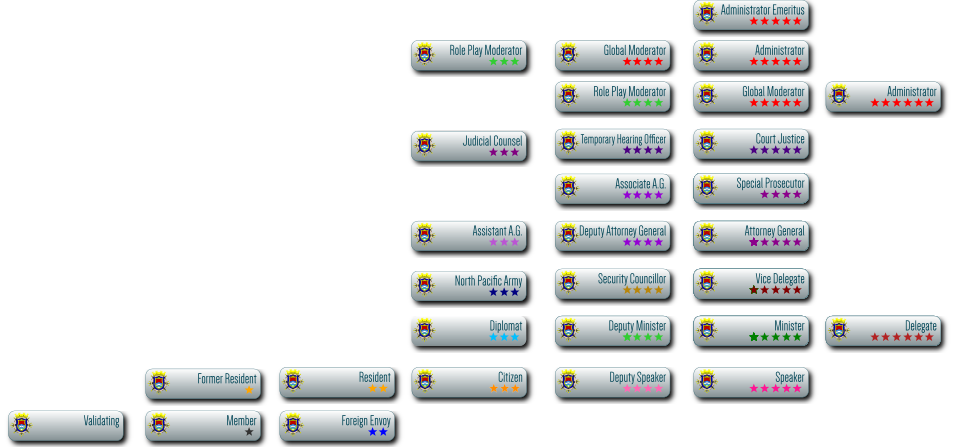 Administrator Emeritus
Role Play Moderator
Global Moderator
Administrator
Role Play Moderator
Global Moderator
Administrator
Judicial Counsel
Temporary Hearing Officer
Court Justice
Associate A.G.
Special Prosecutor
Assistant A.G.
Deputy Attorney General
Attorney General
North Pacific Army
Security Councillor
Vice Delegate
Diplomat
Deputy Minister
Minister
Delegate
Former Resident
Resident
Citizen
Deputy Speaker
Speaker
Validating
Member
Foreign Envoy